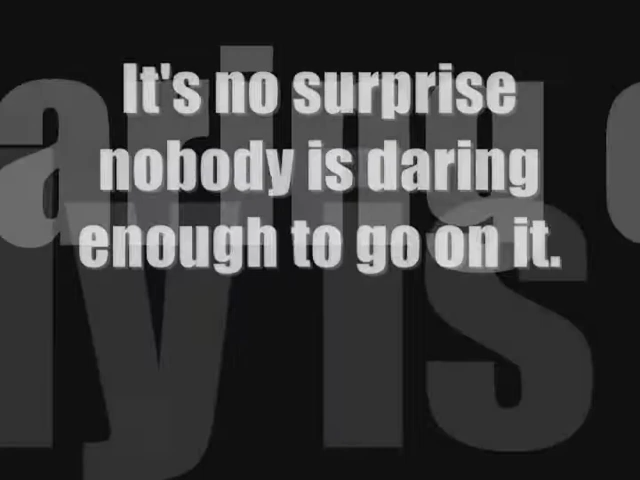 It's no surprise
nobody is daring
enough to go on it.